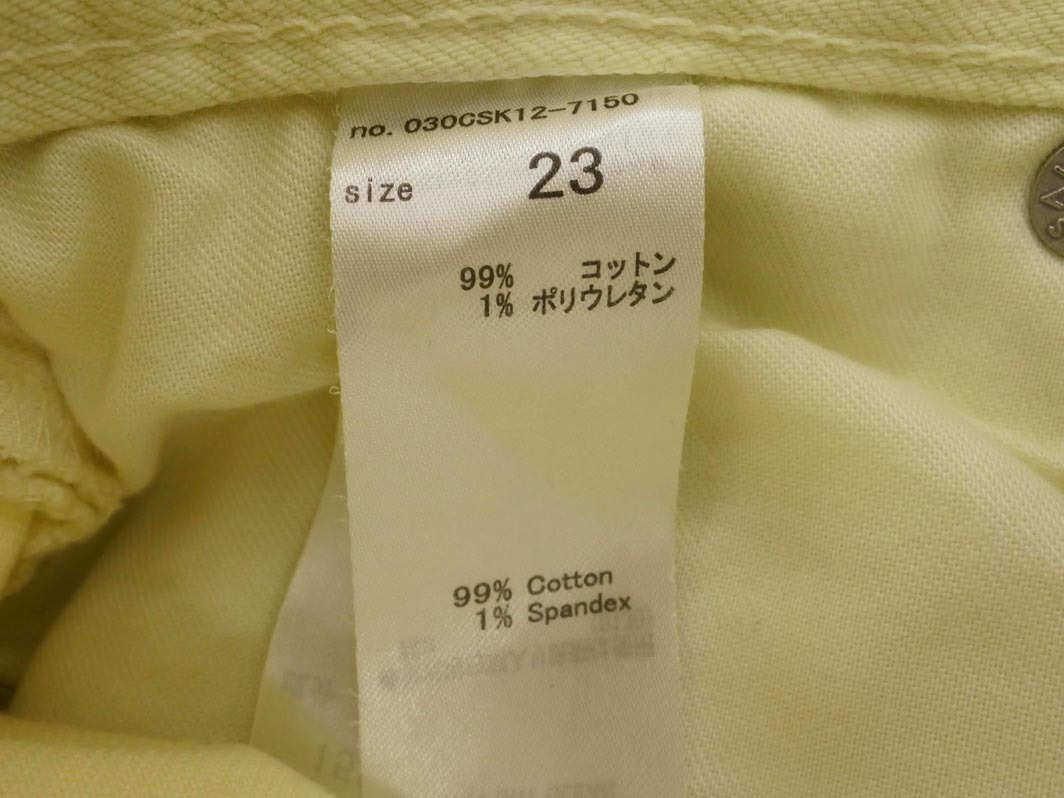 no. 030CSK12-7150
size 23
99% コットン
1% ポリウレタン
99% Cotton
1% Spandex